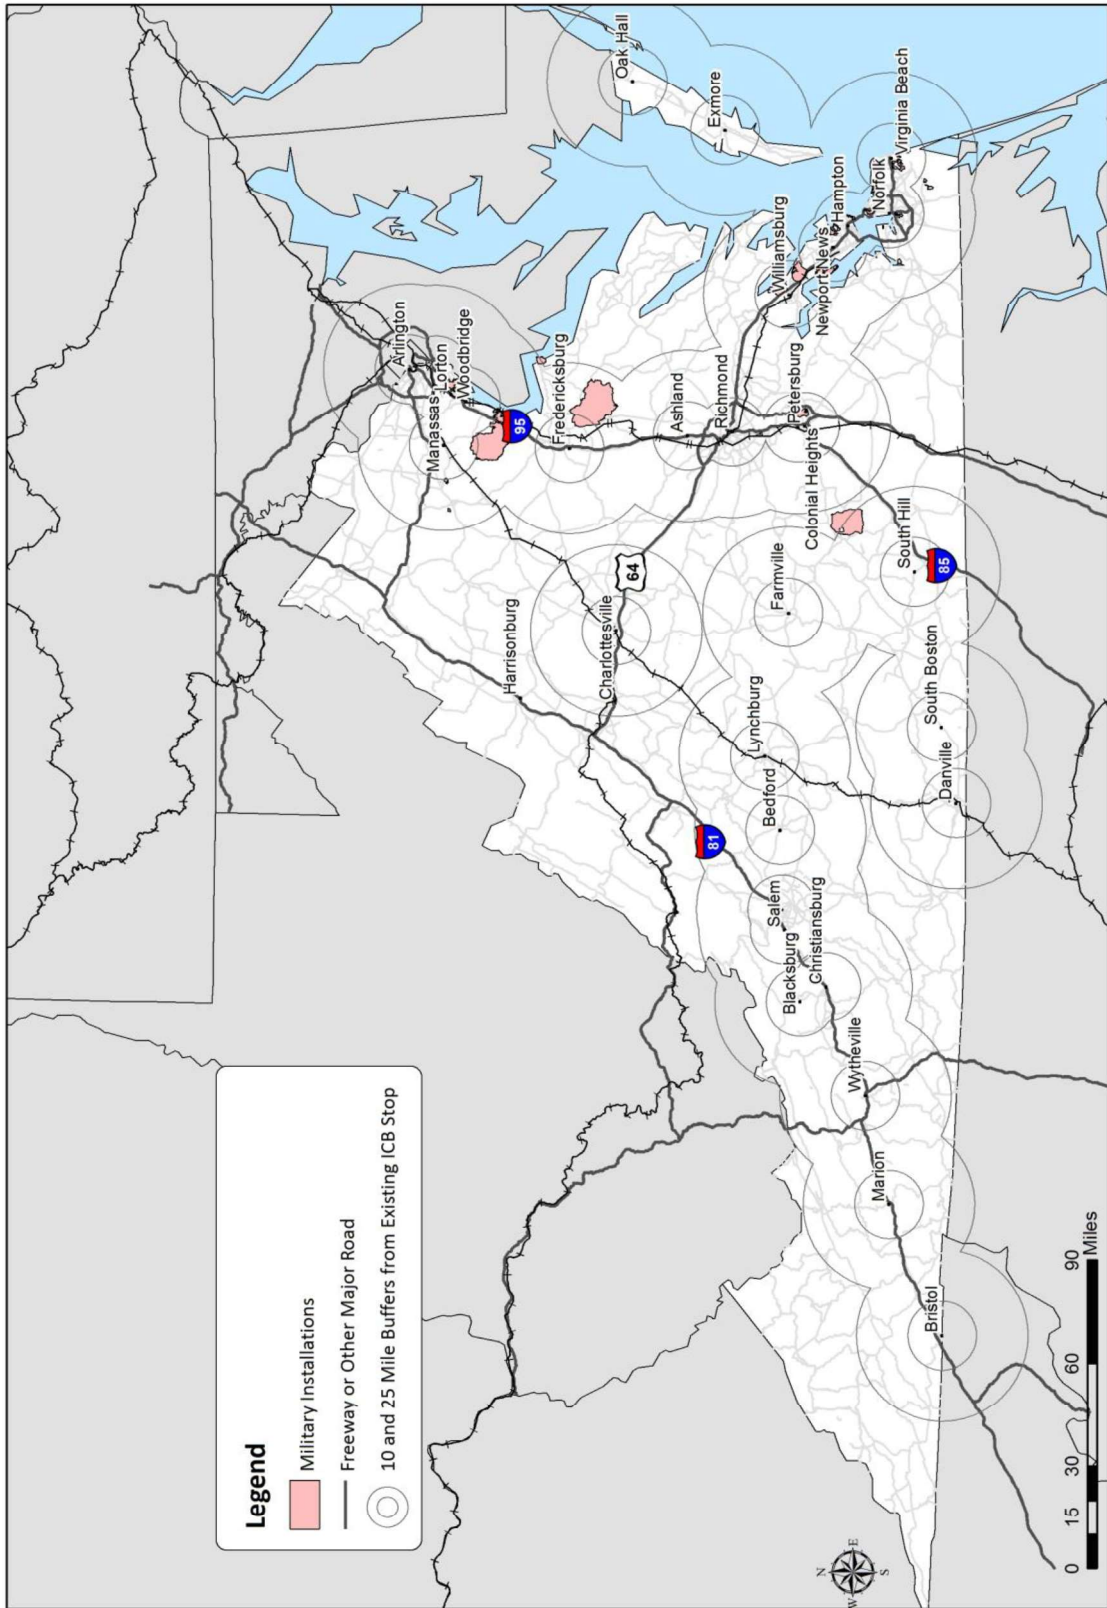 Legend
Military Installations
Freeway or Other Major Road
10 and 25 Mile Buffers from Existing ICB Stop
Oak Hall
Exmore
Virginia Beach
Norfolk
Hampton
Newport News
Williamsburg
Arlington
Lorton
Woodbridge
Manassas
95
Fredericksburg
Ashland
Richmond
Petersburg
Colonial Heights
64
Harrisonburg
Charlottesville
Farmville
South Hill
85
South Boston
Lynchburg
Danville
Bedford
81
Salem
Blacksburg
Christiansburg
Wytheville
Marion
Bristol
N
E
S
W
0 15 30 60 90
Miles